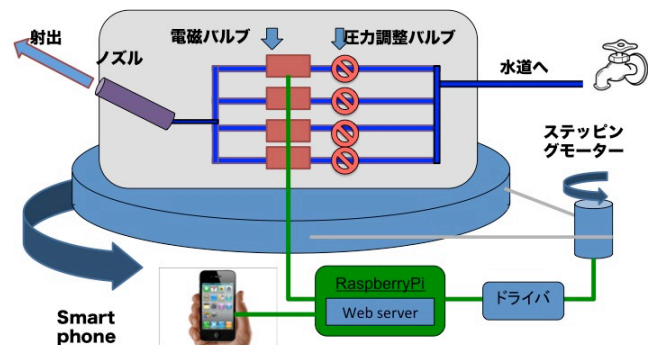 射出
ノズル
電磁バルブ
圧力調整バルブ
水道へ
ステッピン
グモーター
RaspberryPi
Web server
ドライバ
Smart
phone